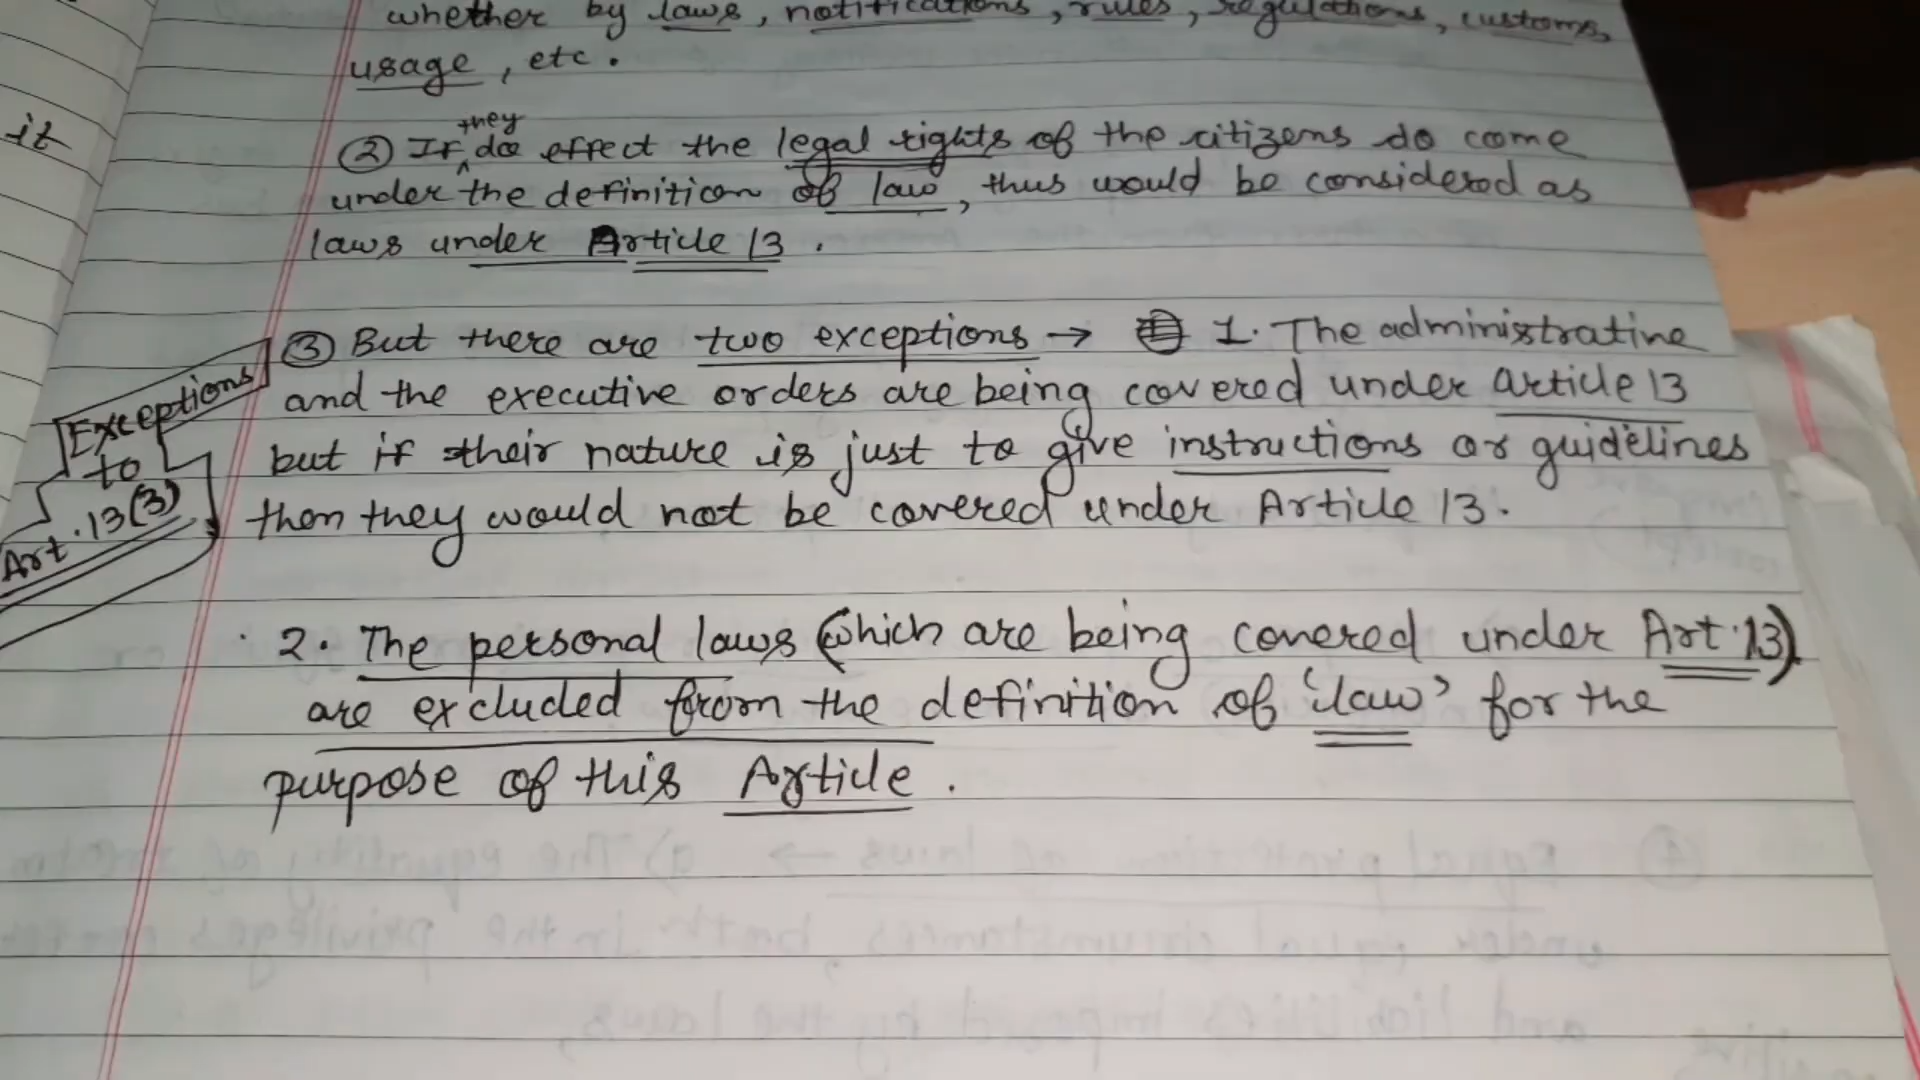 whether by laws, notifications, rules, regulations, customs,
usage, etc.
it
② If they do effect the legal rights of the citizens do come
under the definition of law, thus would be considered as
laws under Article 13.
Exceptions
to
Art. 13(3)
③ But there are two exceptions → 1. The administrative
and the executive orders are being covered under article 13
but if their nature is just to give instructions or guidelines
then they would not be covered under Article 13.
2. The personal laws (which are being covered under Art. 13)
are excluded from the definition of 'law' for the
purpose of this Article.